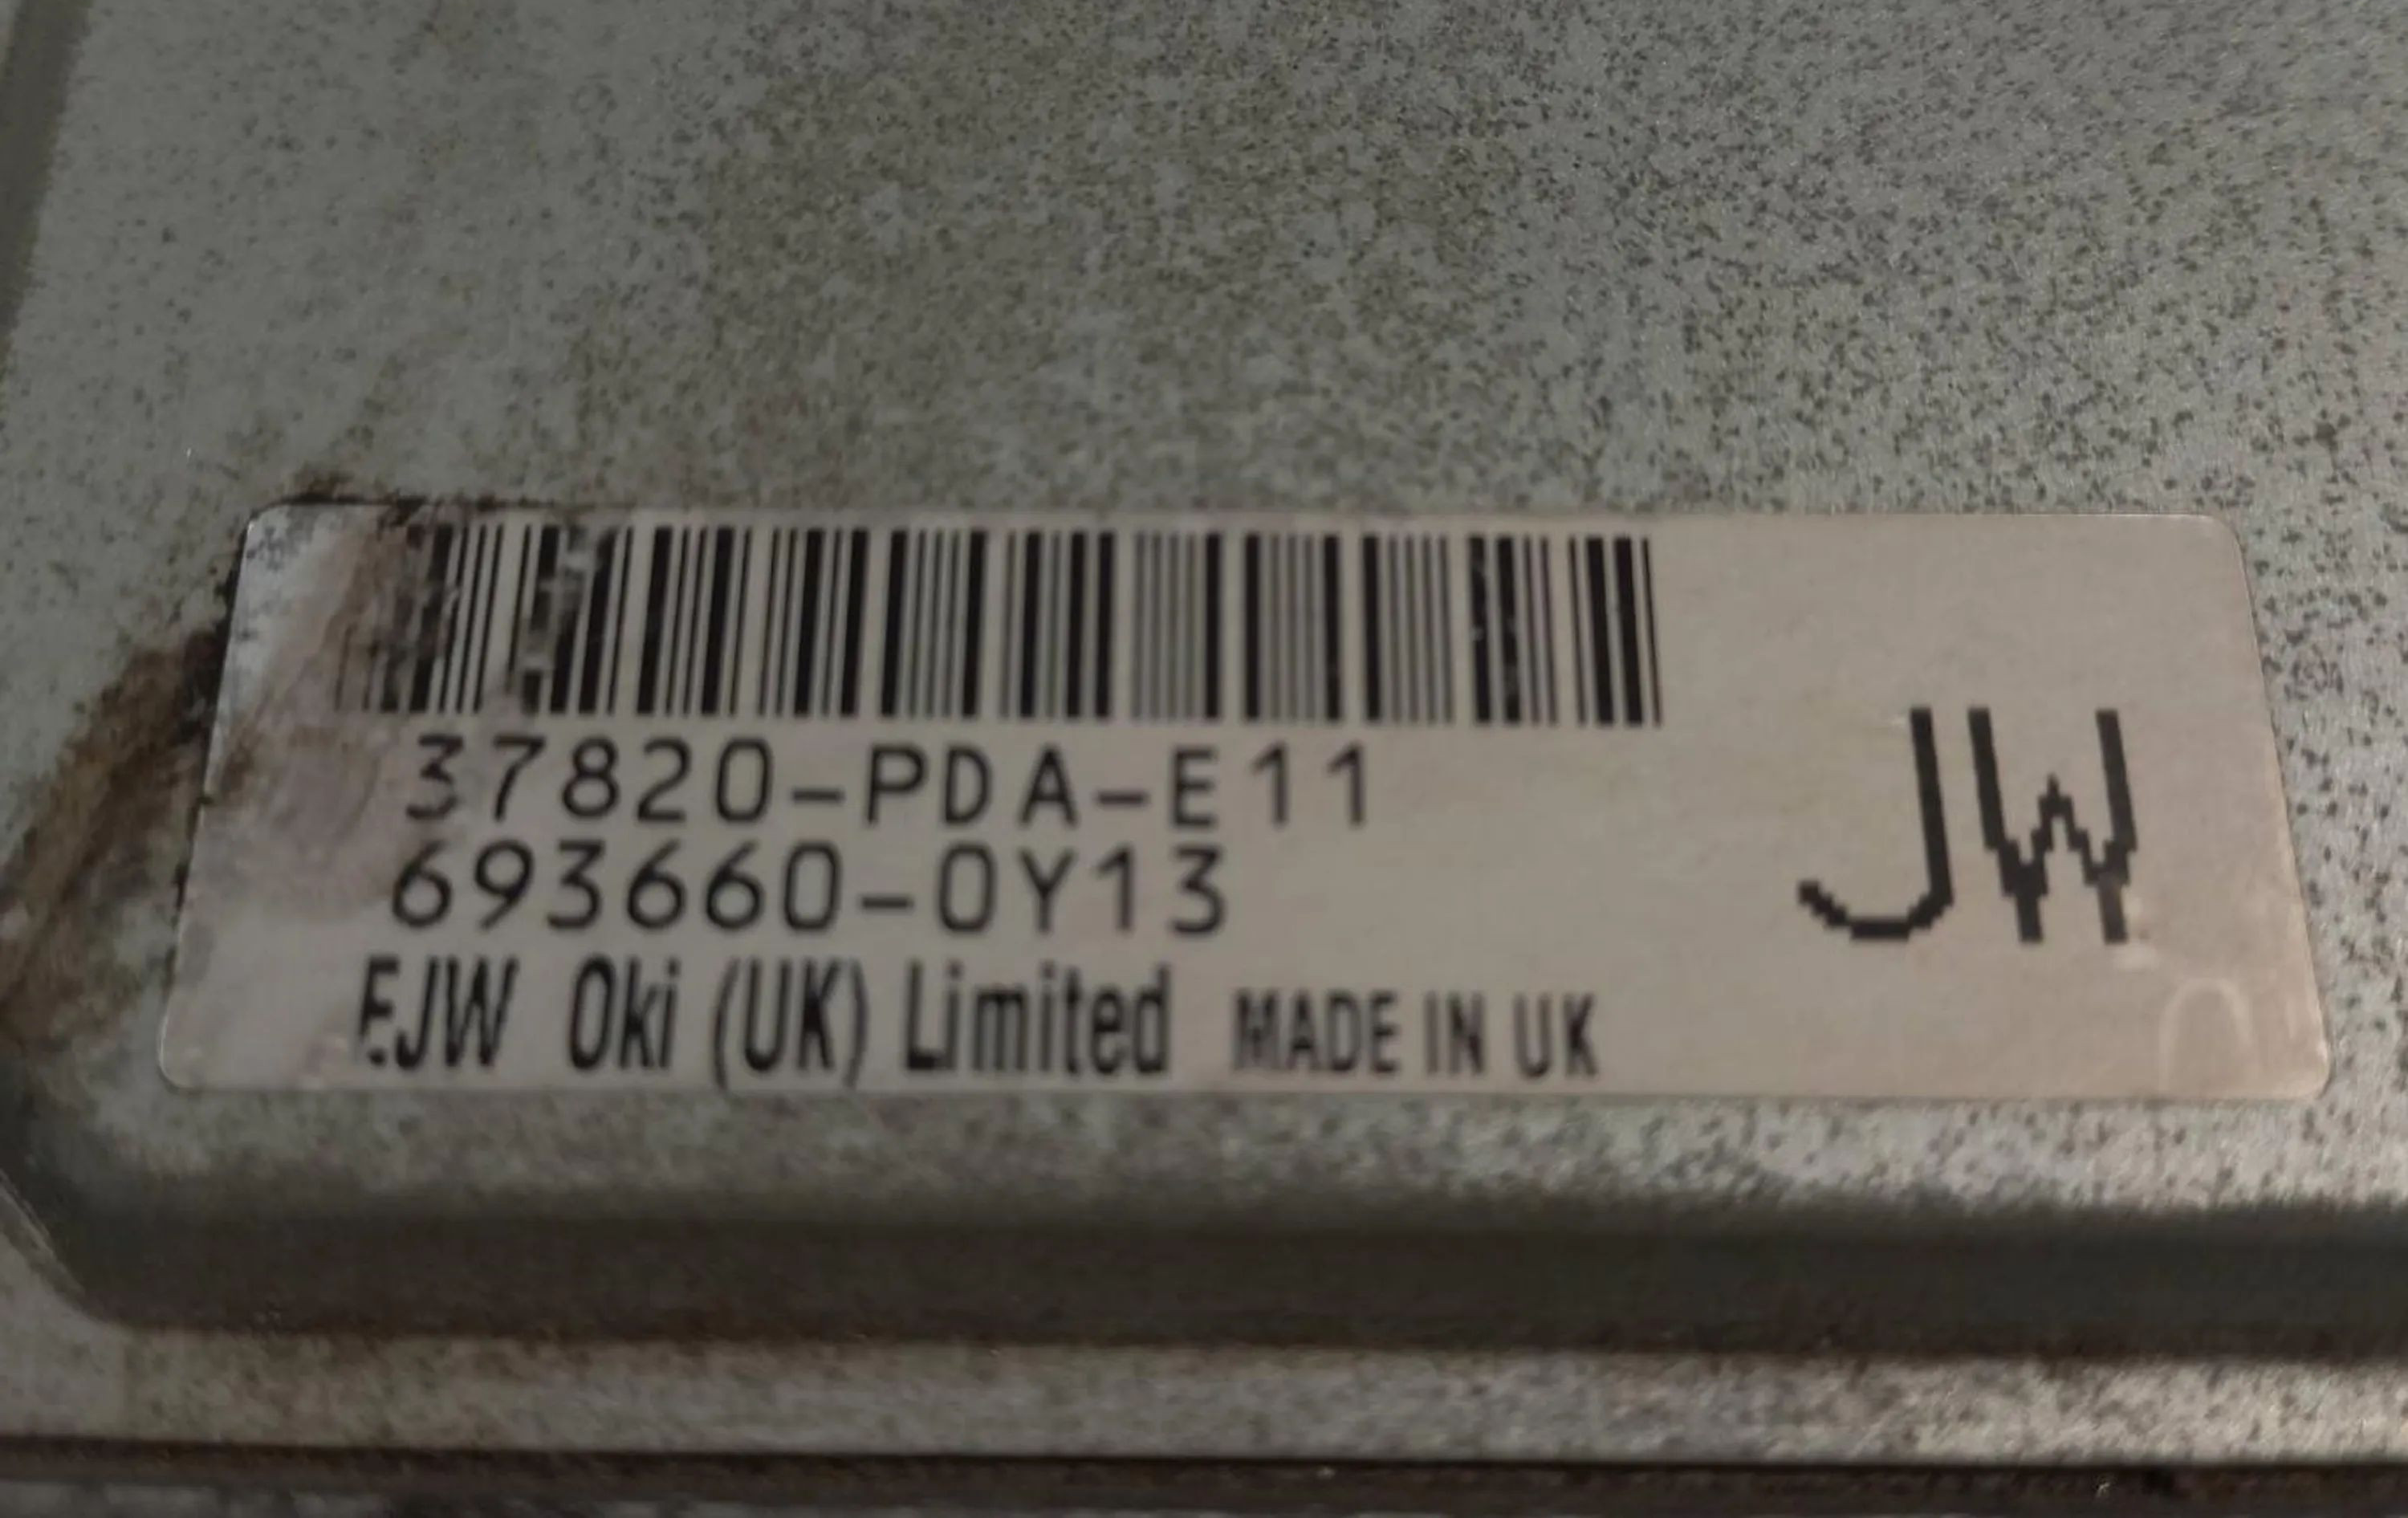 37820-PDA-E11
693660-0Y13
JW
EJW Oki (UK) Limited MADE IN UK